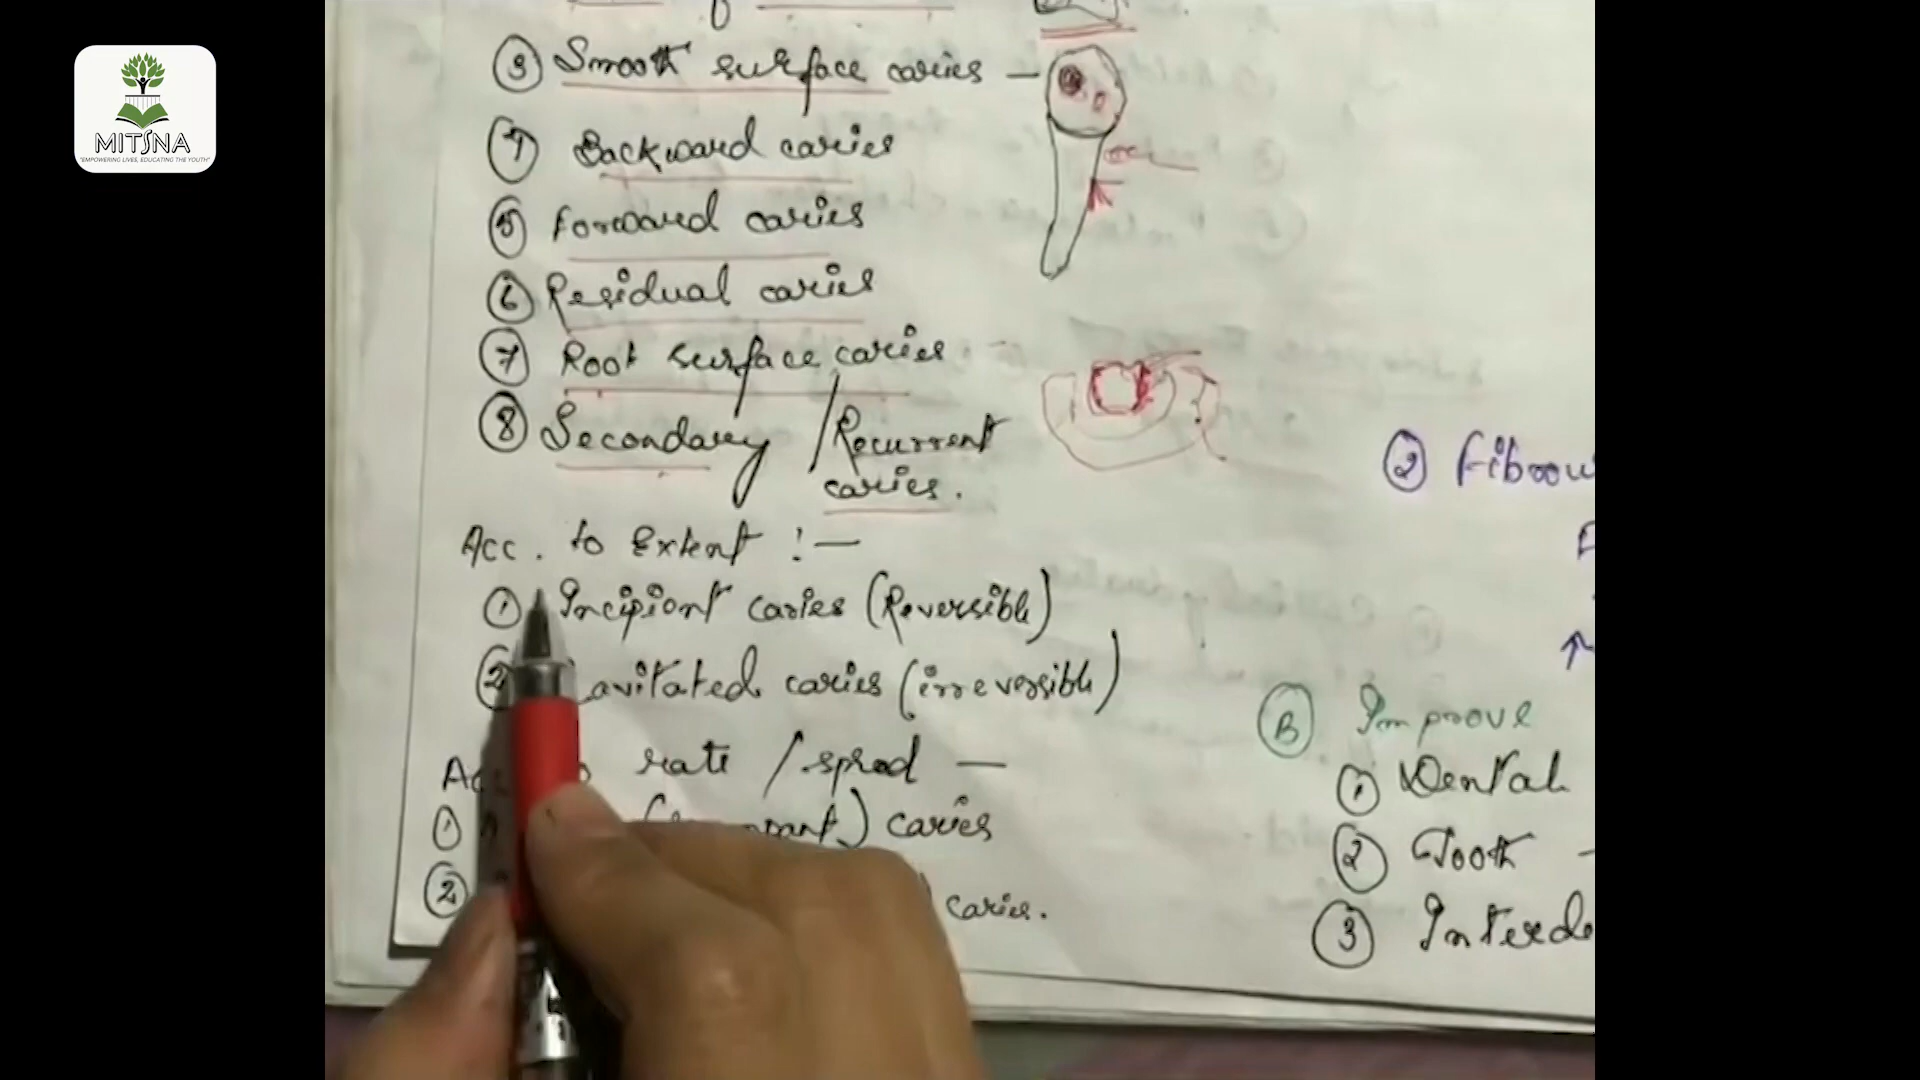 MITSNA
"EMPOWERING LIVES, EDUCATING THE YOUTH"
③ Smooth surface caries —
④ Backward caries
⑤ Forward caries
⑥ Residual caries
⑦ Root surface caries
⑧ Secondary / Recurrent
caries.
Acc. to Extent :—
① Incipient caries (Reversible)
② avitated caries (irreversible)
rate / spred —
① caries
② caries.
② Fibrou
B Improve
① Dental
② Tooth -
③ Interde